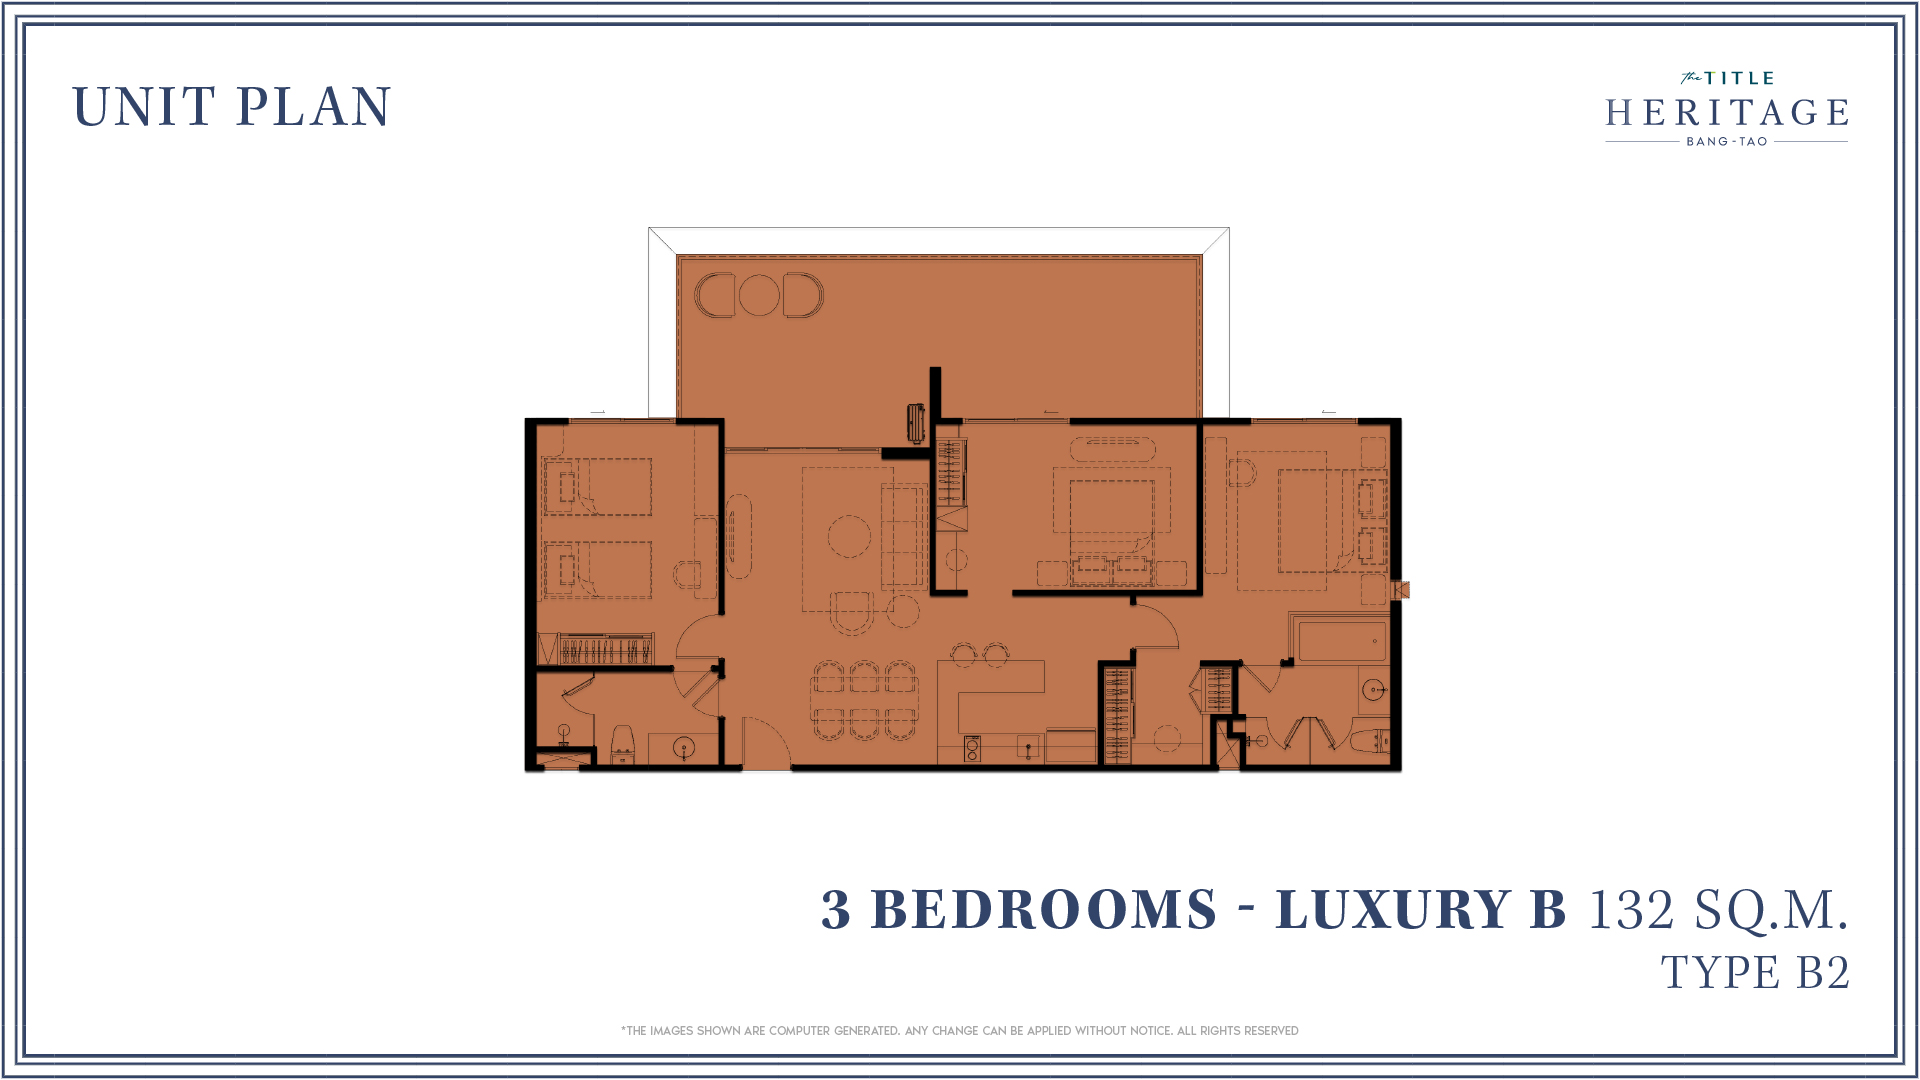 UNIT PLAN
the TITLE
HERITAGE
BANG-TAO
3 BEDROOMS - LUXURY B 132 SQ.M.
TYPE B2
*THE IMAGES SHOWN ARE COMPUTER GENERATED. ANY CHANGE CAN BE APPLIED WITHOUT NOTICE. ALL RIGHTS RESERVED